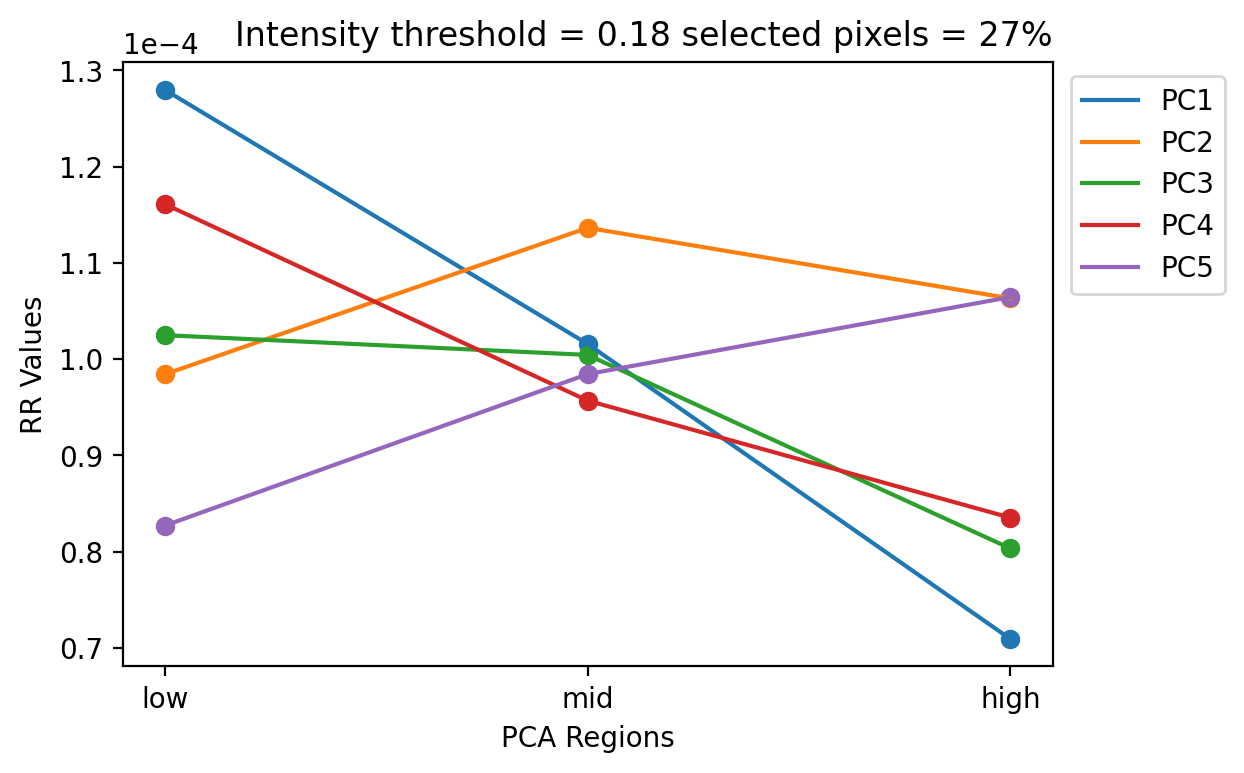 Intensity threshold = 0.18 selected pixels = 27%
1e−4
1.3
1.2
1.1
1.0
0.9
0.8
0.7
RR Values
low mid high
PCA Regions
PC1
PC2
PC3
PC4
PC5